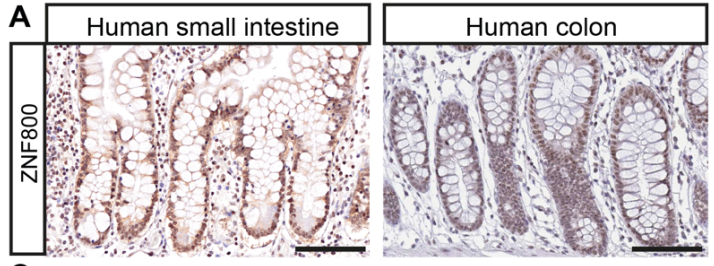 A
Human small intestine
Human colon
ZNF800